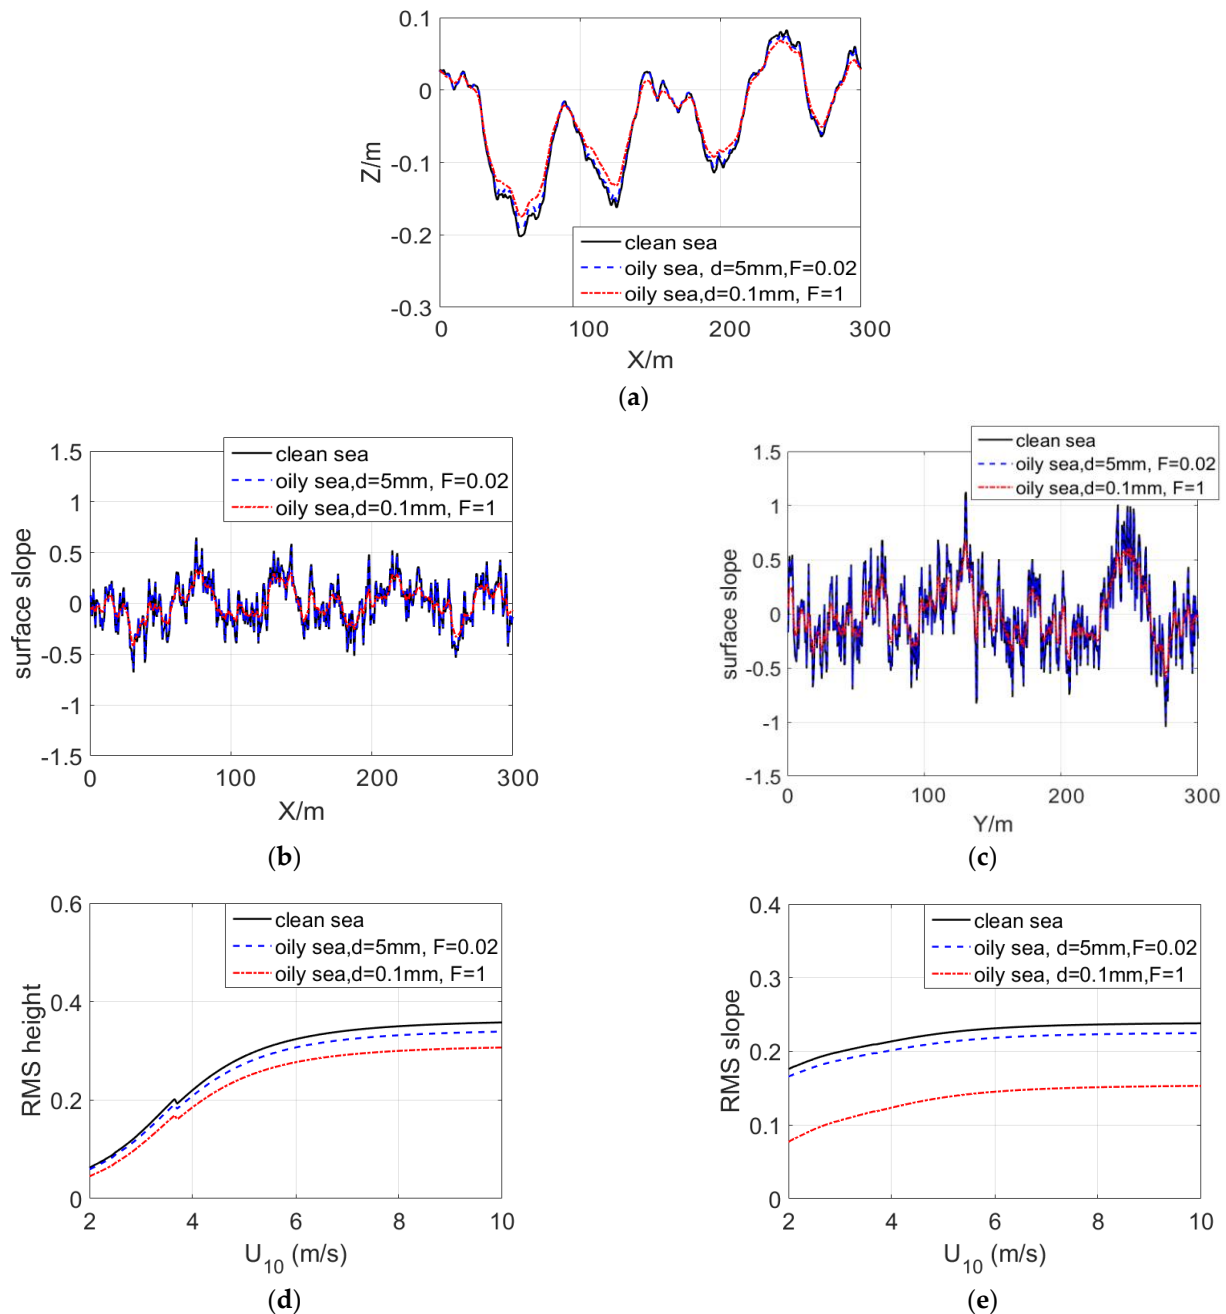 0.1
0
-0.1
-0.2
-0.3
Z/m
clean sea
oily sea, d=5mm,F=0.02
oily sea,d=0.1mm, F=1
0 100 200 300
X/m
(a)
clean sea
oily sea,d=5mm, F=0.02
oily sea,d=0.1mm, F=1
1.5
1
0.5
0
-0.5
-1
-1.5
surface slope
0 100 200 300
X/m
(b)
clean sea
oily sea,d=5mm, F=0.02
oily sea,d=0.1mm, F=1
1.5
1
0.5
0
-0.5
-1
-1.5
surface slope
0 100 200 300
Y/m
(c)
clean sea
oily sea,d=5mm, F=0.02
oily sea,d=0.1mm, F=1
0.6
0.4
0.2
0
RMS height
2 4 6 8 10
U10 (m/s)
(d)
clean sea
oily sea, d=5mm,F=0.02
oily sea, d=0.1mm,F=1
0.4
0.3
0.2
0.1
0
RMS slope
2 4 6 8 10
U10 (m/s)
(e)